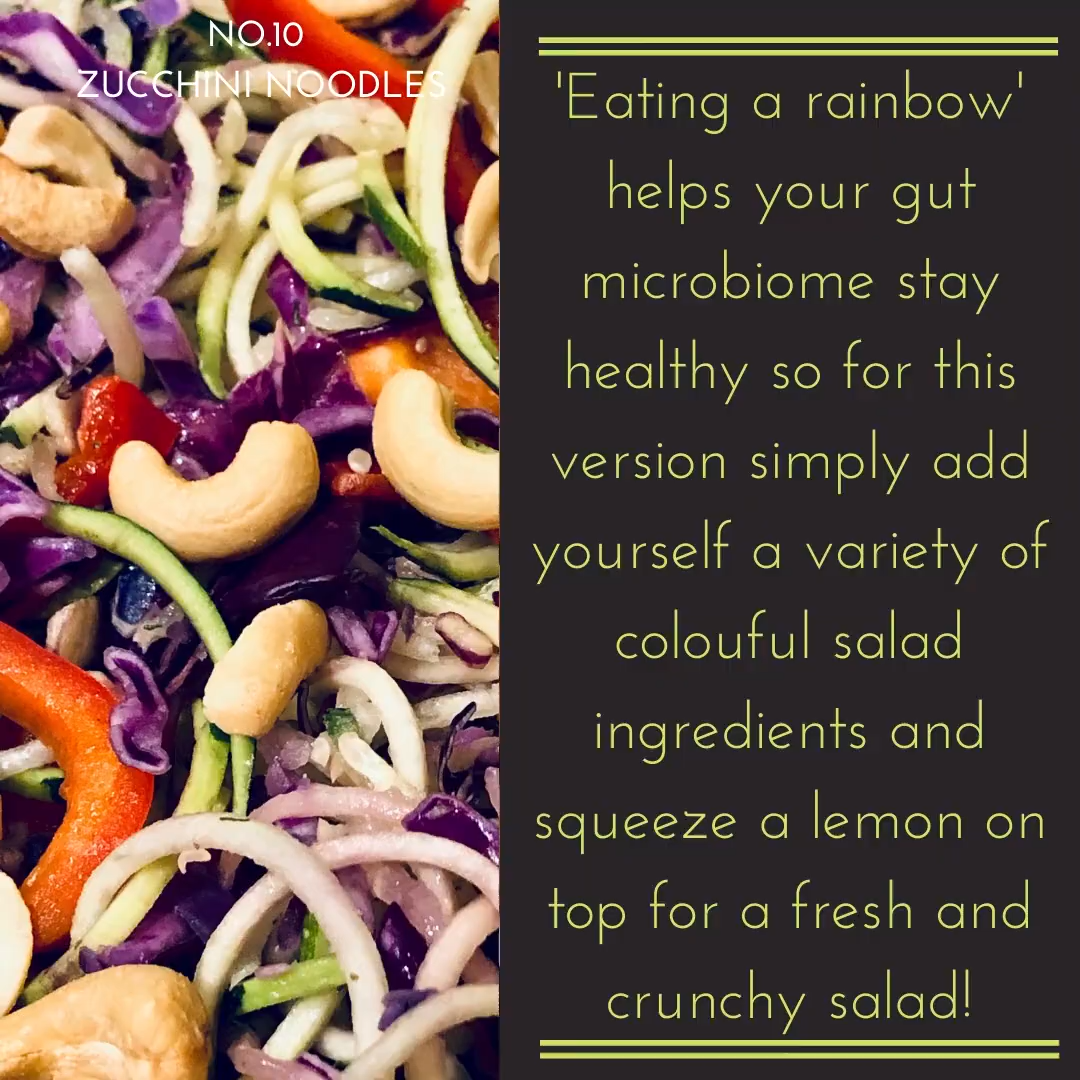 NO.10
ZUCCHINI NOODLES
'Eating a rainbow'
helps your gut
microbiome stay
healthy so for this
version simply add
yourself a variety of
colouful salad
ingredients and
squeeze a lemon on
top for a fresh and
crunchy salad!